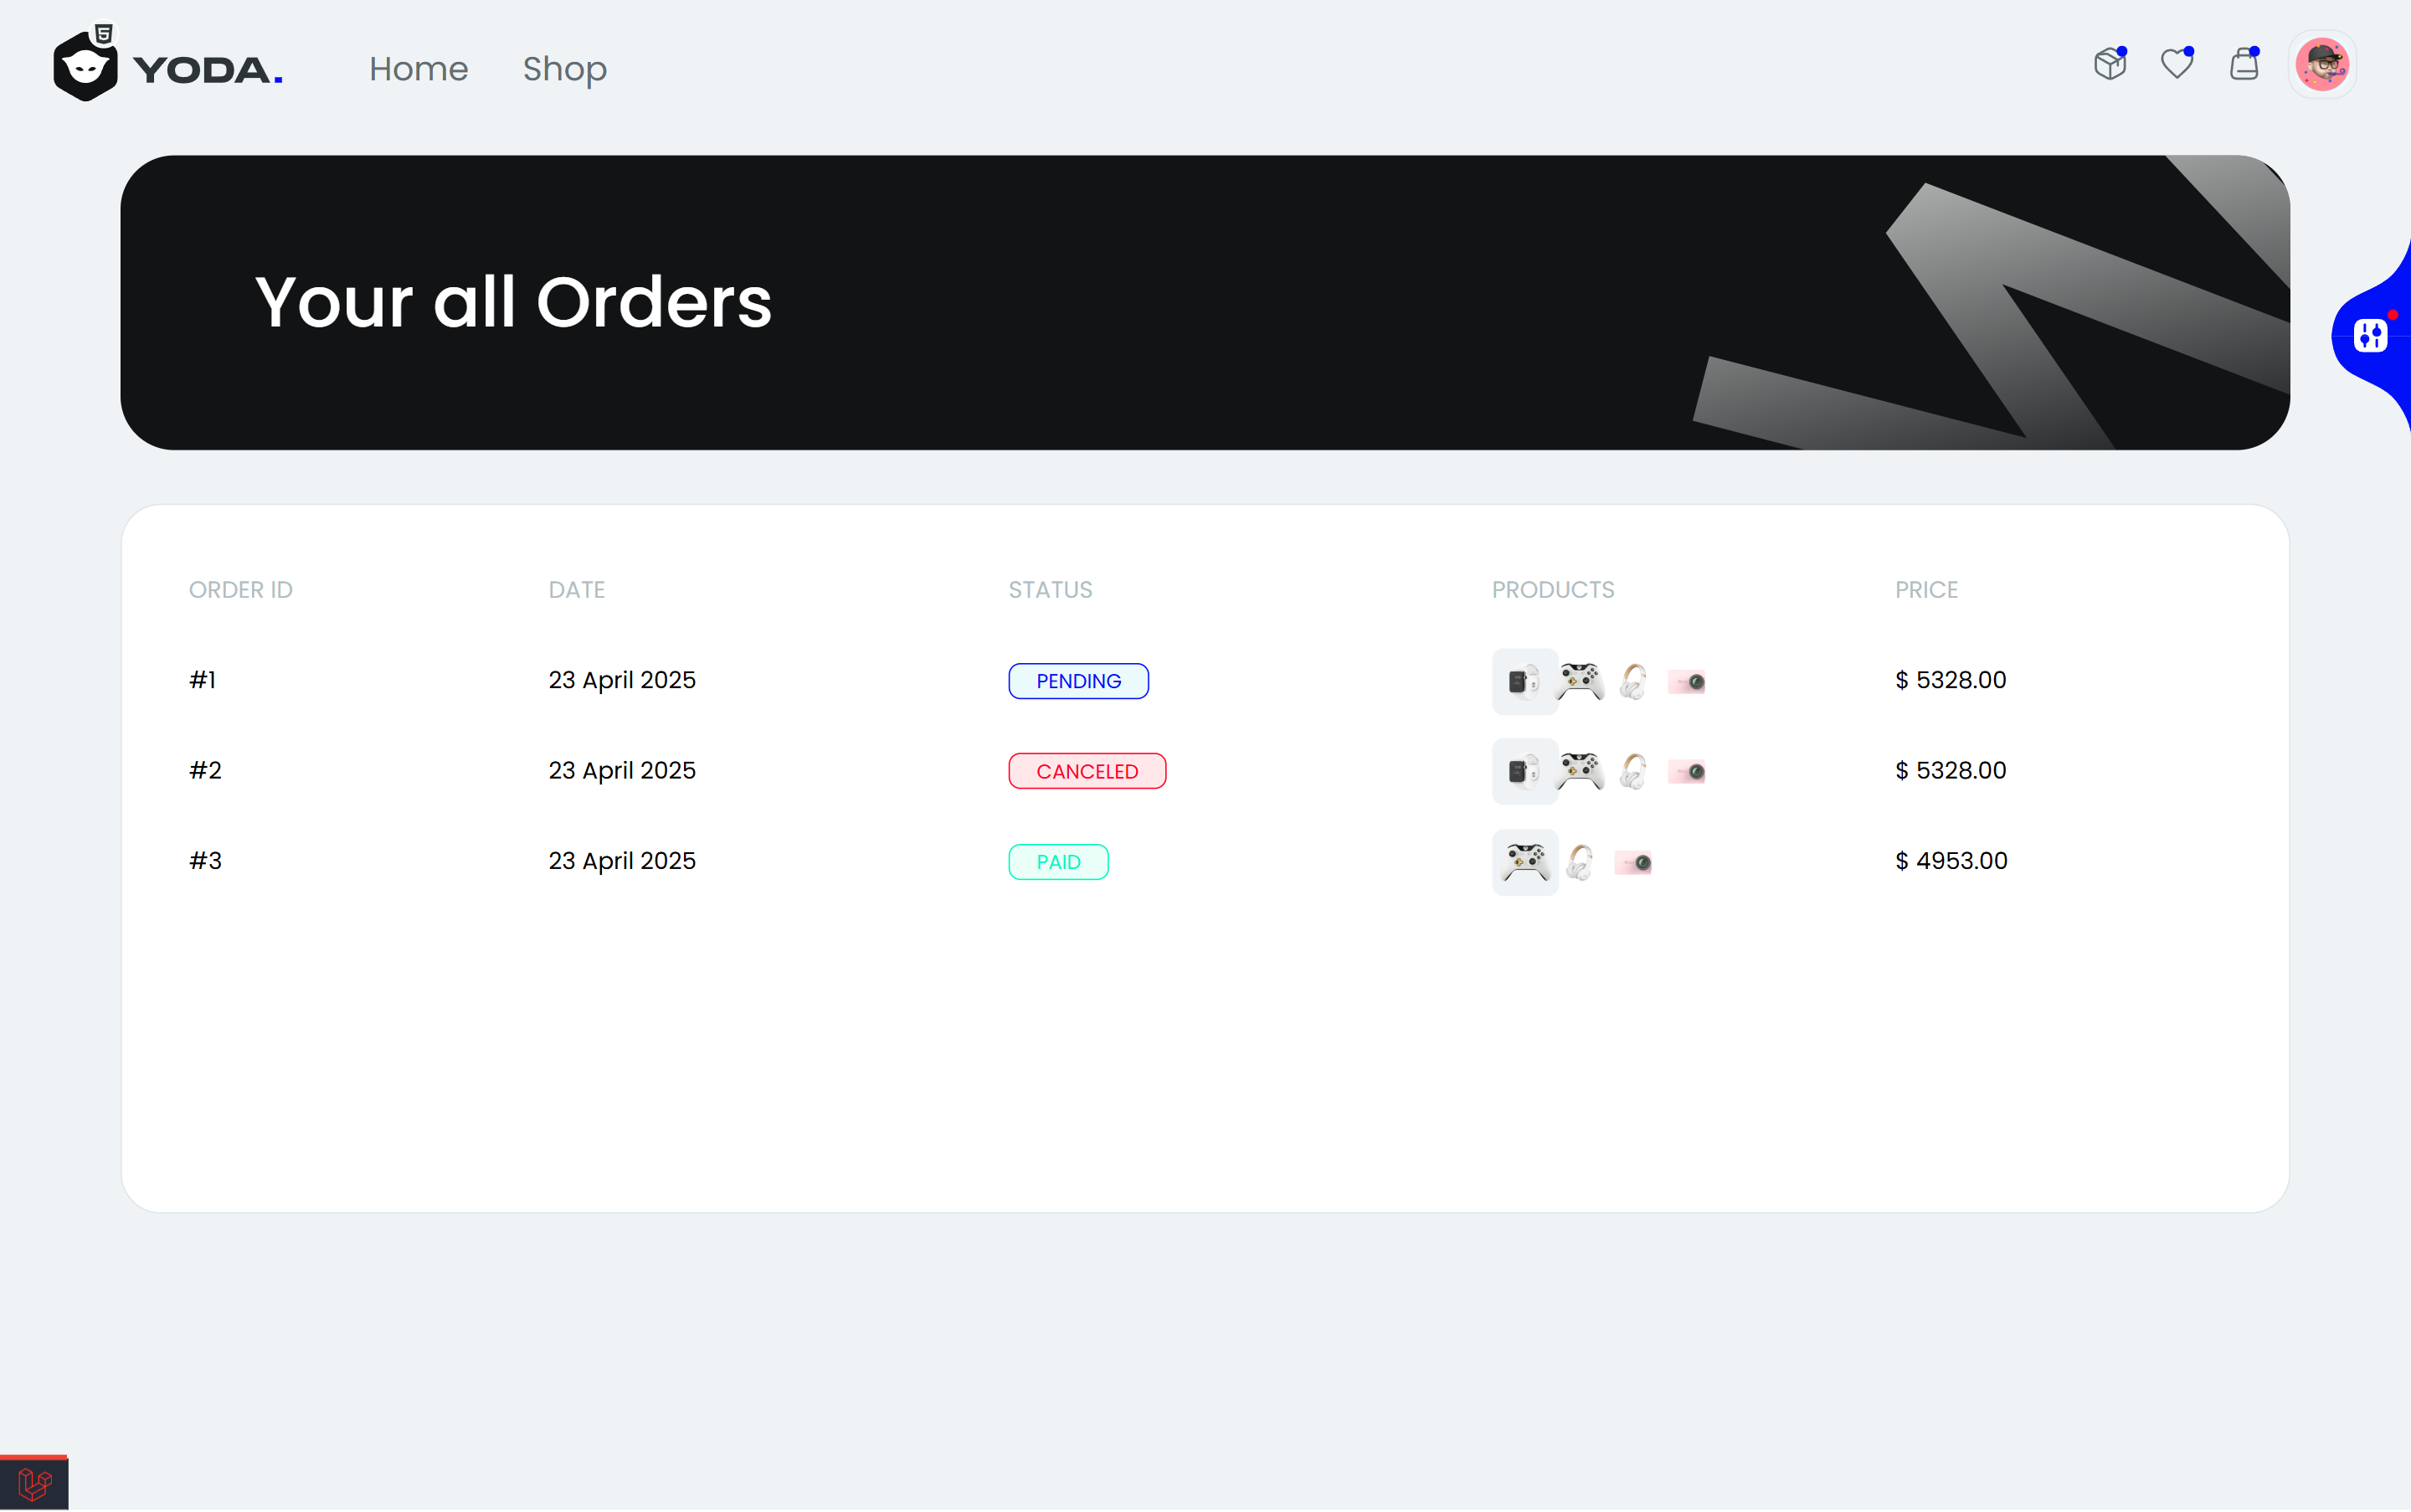 YODA.
Home
Shop
Your all Orders
ORDER ID DATE STATUS PRODUCTS PRICE
#1 23 April 2025 PENDING $ 5328.00
#2 23 April 2025 CANCELED $ 5328.00
#3 23 April 2025 PAID $ 4953.00